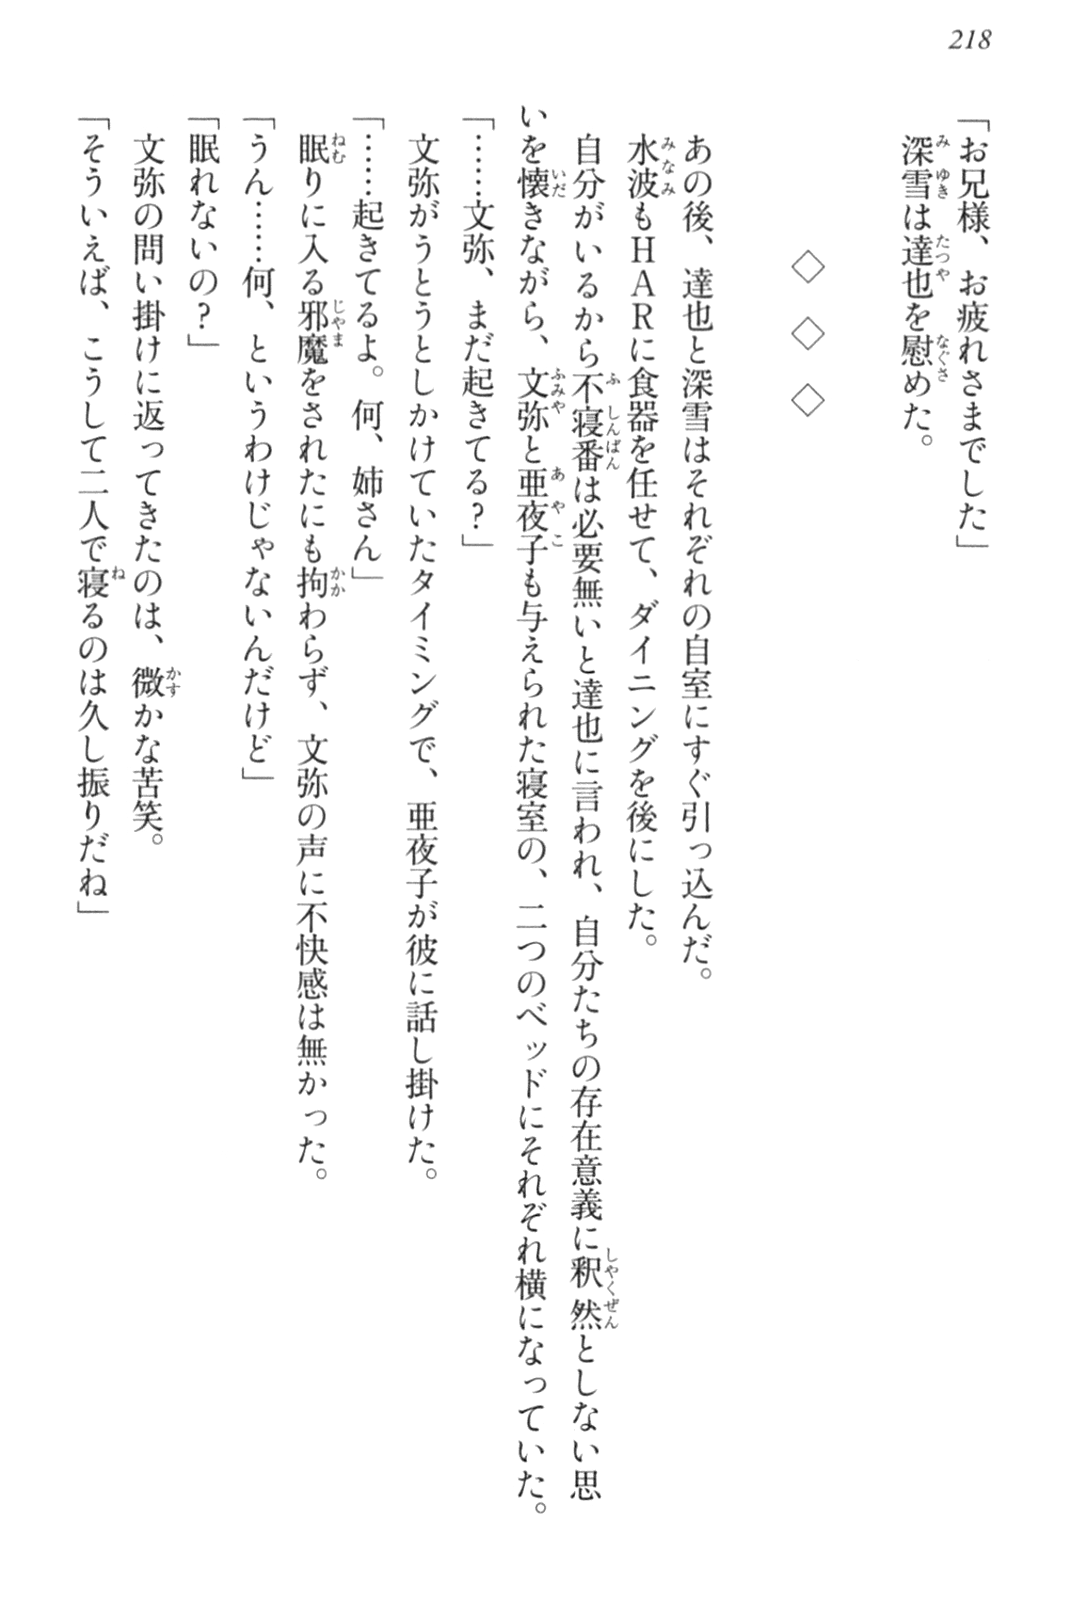 218
「お兄様、お疲れさまでした」
深雪は達也を慰めた。
◇ ◇ ◇
あの後、達也と深雪はそれぞれの自室にすぐ引っ込んだ。
水波もHARに食器を任せて、ダイニングを後にした。
自分がいるから不寝番は必要無いと達也に言われ、自分たちの存在意義に釈然としない思
いを懐きながら、文弥と亜夜子も与えられた寝室の、二つのベッドにそれぞれ横になっていた。
「……文弥、まだ起きてる？」
文弥がうとうとしかけていたタイミングで、亜夜子が彼に話し掛けた。
「……起きてるよ。何、姉さん」
眠りに入る邪魔をされたにも拘わらず、文弥の声に不快感は無かった。
「うん……何、というわけじゃないんだけど」
「眠れないの？」
文弥の問い掛けに返ってきたのは、微かな苦笑。
「そういえば、こうして二人で寝るのは久し振りだね」